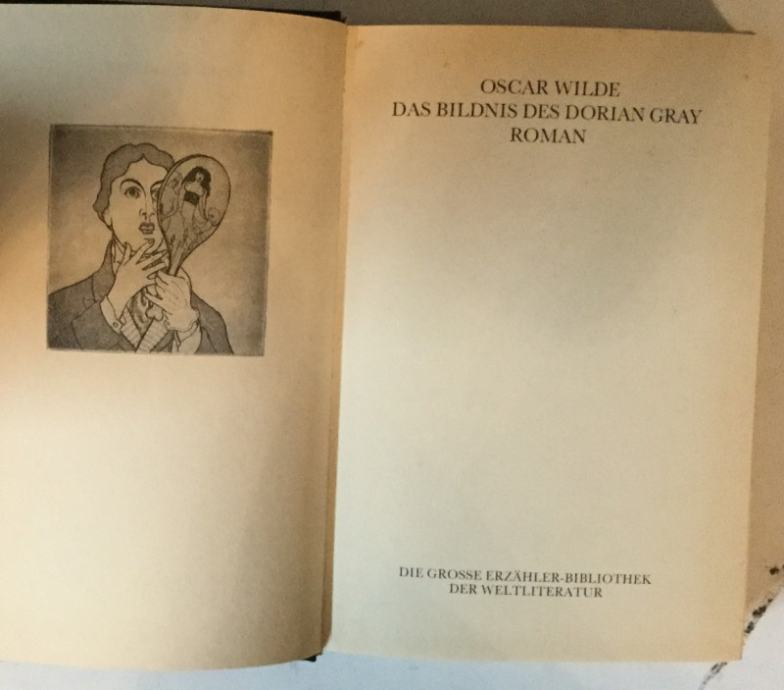 OSCAR WILDE
DAS BILDNIS DES DORIAN GRAY
ROMAN
DIE GROSSE ERZÄHLER-BIBLIOTHEK
DER WELTLITERATUR